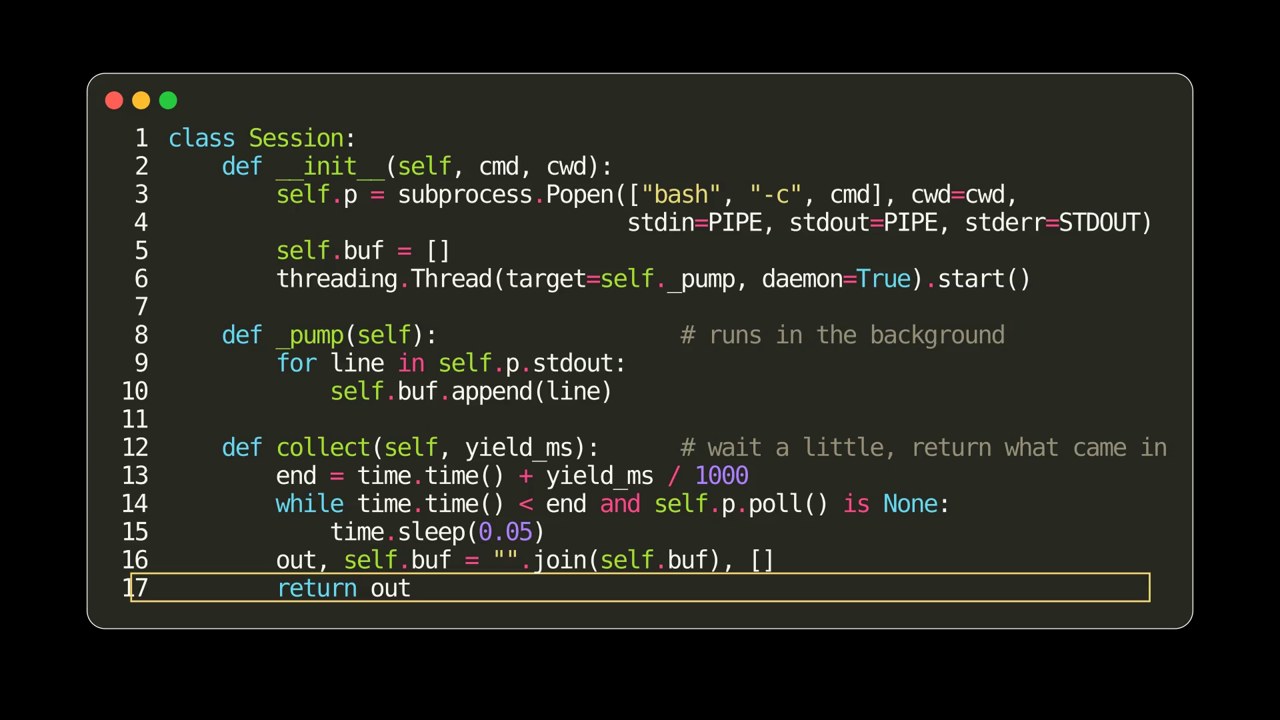 1 class Session:
2     def __init__(self, cmd, cwd):
3         self.p = subprocess.Popen(["bash", "-c", cmd], cwd=cwd,
4                                   stdin=PIPE, stdout=PIPE, stderr=STDOUT)
5         self.buf = []
6         threading.Thread(target=self._pump, daemon=True).start()
7
8     def _pump(self):                  # runs in the background
9         for line in self.p.stdout:
10             self.buf.append(line)
11
12     def collect(self, yield_ms):      # wait a little, return what came in
13         end = time.time() + yield_ms / 1000
14         while time.time() < end and self.p.poll() is None:
15             time.sleep(0.05)
16         out, self.buf = "".join(self.buf), []
17         return out